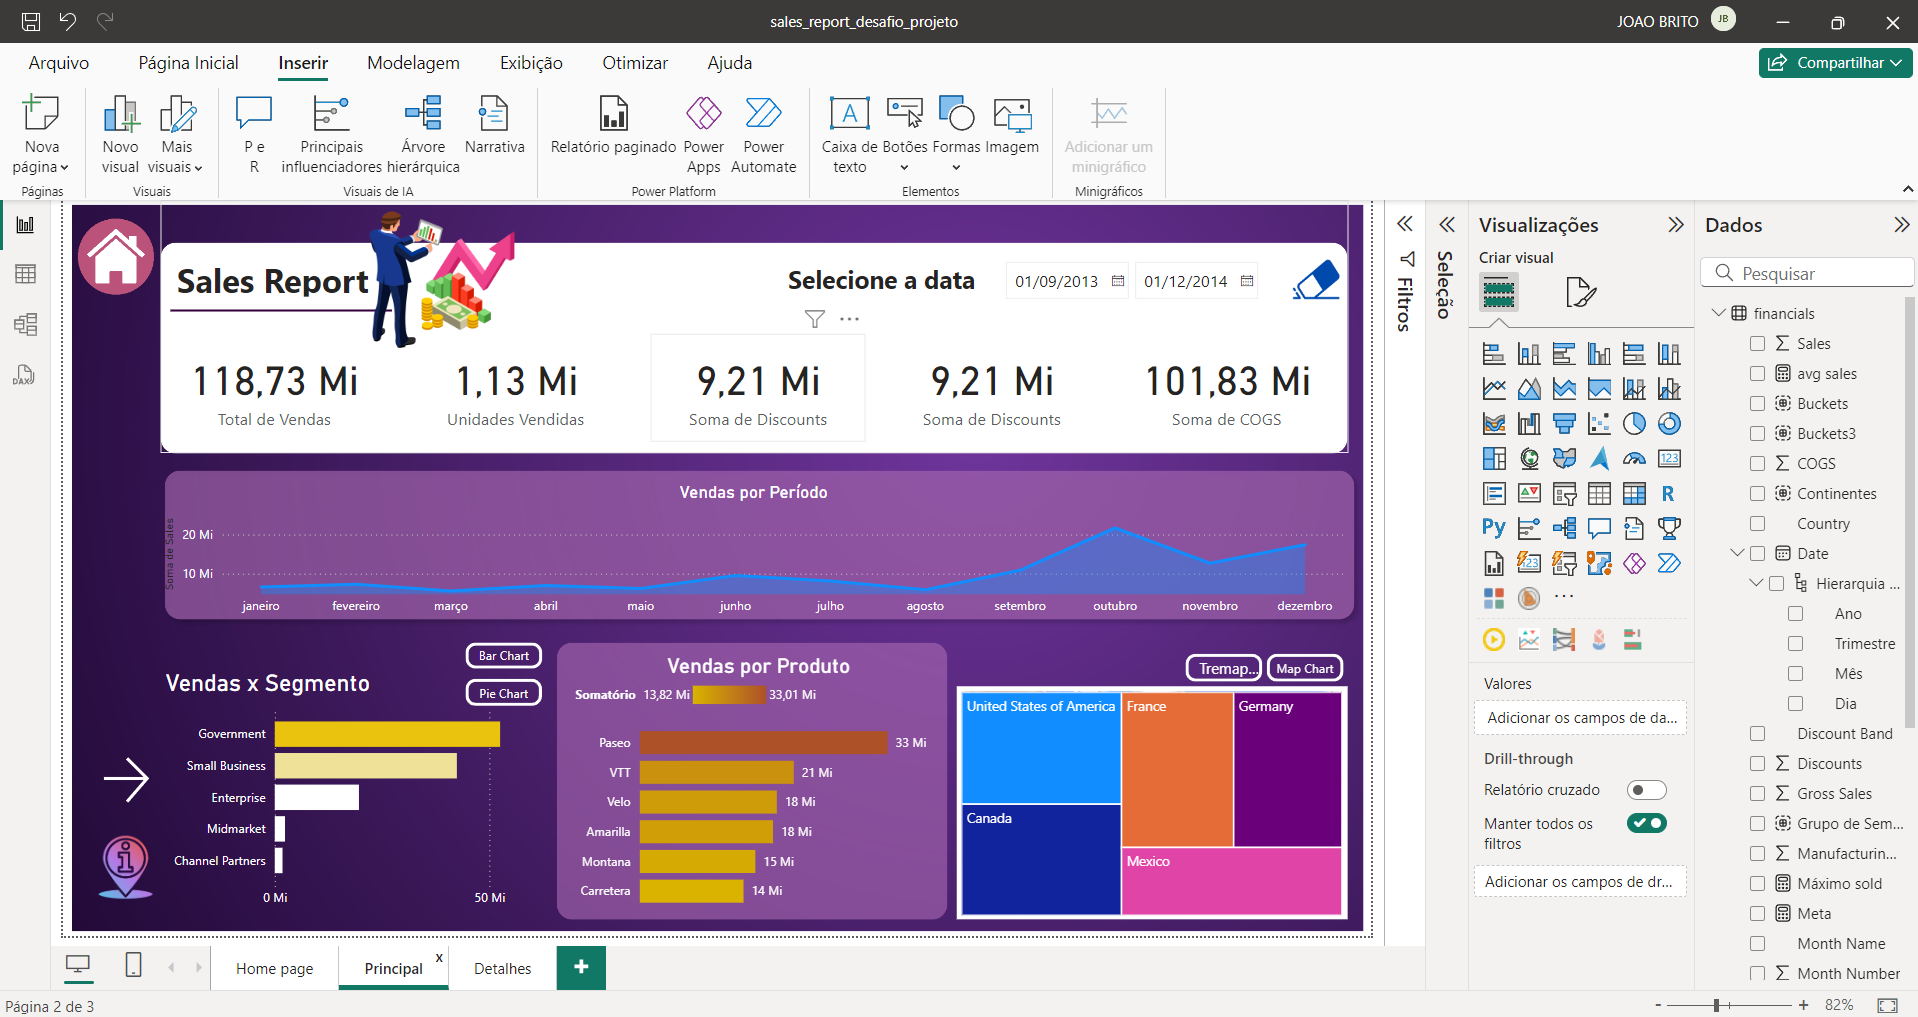 sales_report_desafio_projeto
JOAO BRITO
JB
Arquivo
Página Inicial
Inserir
Modelagem
Exibição
Otimizar
Ajuda
Compartilhar
Nova página
Novo visual
Mais visuais
P e R
Principais influenciadores
Árvore hierárquica
Narrativa
Relatório paginado
Power Apps
Power Automate
Caixa de texto
Botões
Formas
Imagem
Adicionar um minigráfico
Páginas
Visuais
Visuais de IA
Power Platform
Elementos
Minigráficos
DAX
Sales Report
Selecione a data
01/09/2013
01/12/2014
118,73 Mi
Total de Vendas
1,13 Mi
Unidades Vendidas
9,21 Mi
Soma de Discounts
9,21 Mi
Soma de Discounts
101,83 Mi
Soma de COGS
Vendas por Período
Soma de Sales
20 Mi
10 Mi
janeiro
fevereiro
março
abril
maio
junho
julho
agosto
setembro
outubro
novembro
dezembro
Vendas x Segmento
Bar Chart
Pie Chart
Government
Small Business
Enterprise
Midmarket
Channel Partners
0 Mi
50 Mi
Vendas por Produto
Somatório 13,82 Mi 33,01 Mi
Paseo 33 Mi
VTT 21 Mi
Velo 18 Mi
Amarilla 18 Mi
Montana 15 Mi
Carretera 14 Mi
Tremap...
Map Chart
United States of America
France
Germany
Canada
Mexico
Filtros
Seleção
Visualizações
Criar visual
123
R
Py
123
Valores
Adicionar os campos de da...
Drill-through
Relatório cruzado
Manter todos os
filtros
Adicionar os campos de dr...
Dados
Pesquisar
financials
Sales
avg sales
Buckets
Buckets3
COGS
Continentes
Country
Date
Hierarquia ...
Ano
Trimestre
Mês
Dia
Discount Band
Discounts
Gross Sales
Grupo de Sem...
Manufacturin...
Máximo sold
Meta
Month Name
Month Number
Home page
Principal
x
Detalhes
+
Página 2 de 3
- + 82%